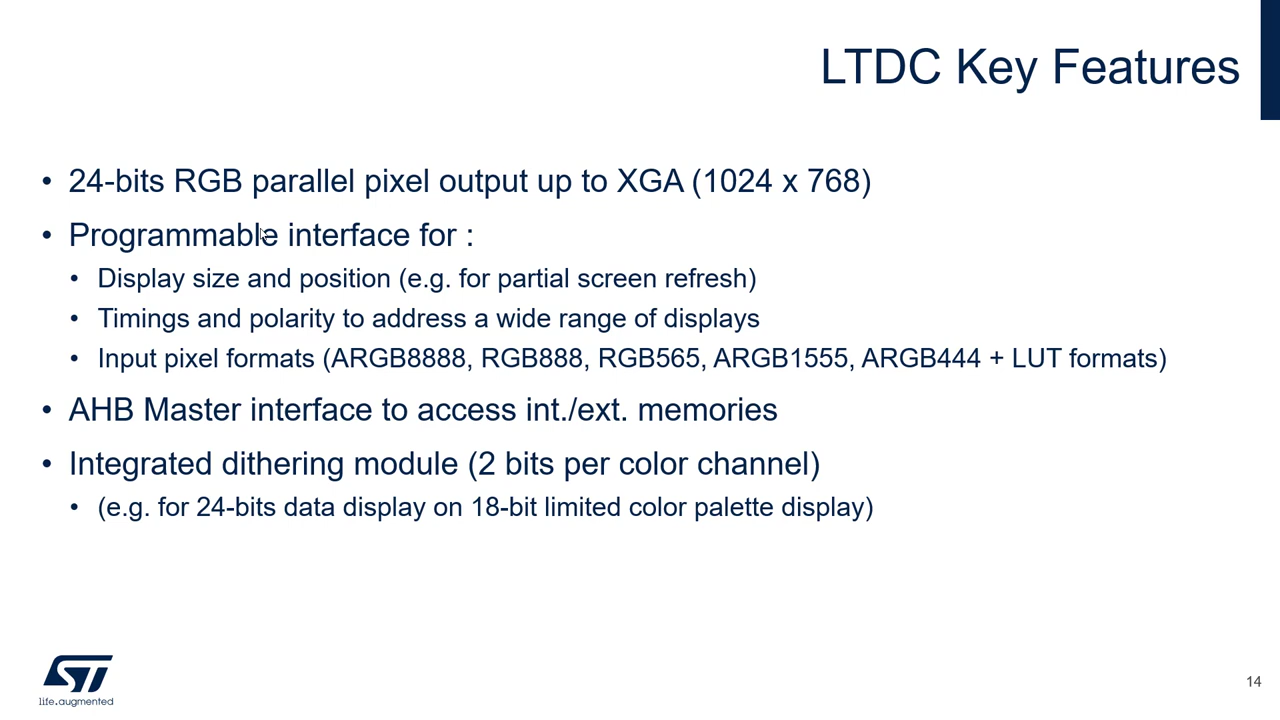 LTDC Key Features
• 24-bits RGB parallel pixel output up to XGA (1024 x 768)
• Programmable interface for :
• Display size and position (e.g. for partial screen refresh)
• Timings and polarity to address a wide range of displays
• Input pixel formats (ARGB8888, RGB888, RGB565, ARGB1555, ARGB444 + LUT formats)
• AHB Master interface to access int./ext. memories
• Integrated dithering module (2 bits per color channel)
• (e.g. for 24-bits data display on 18-bit limited color palette display)
ST
life.augmented
14